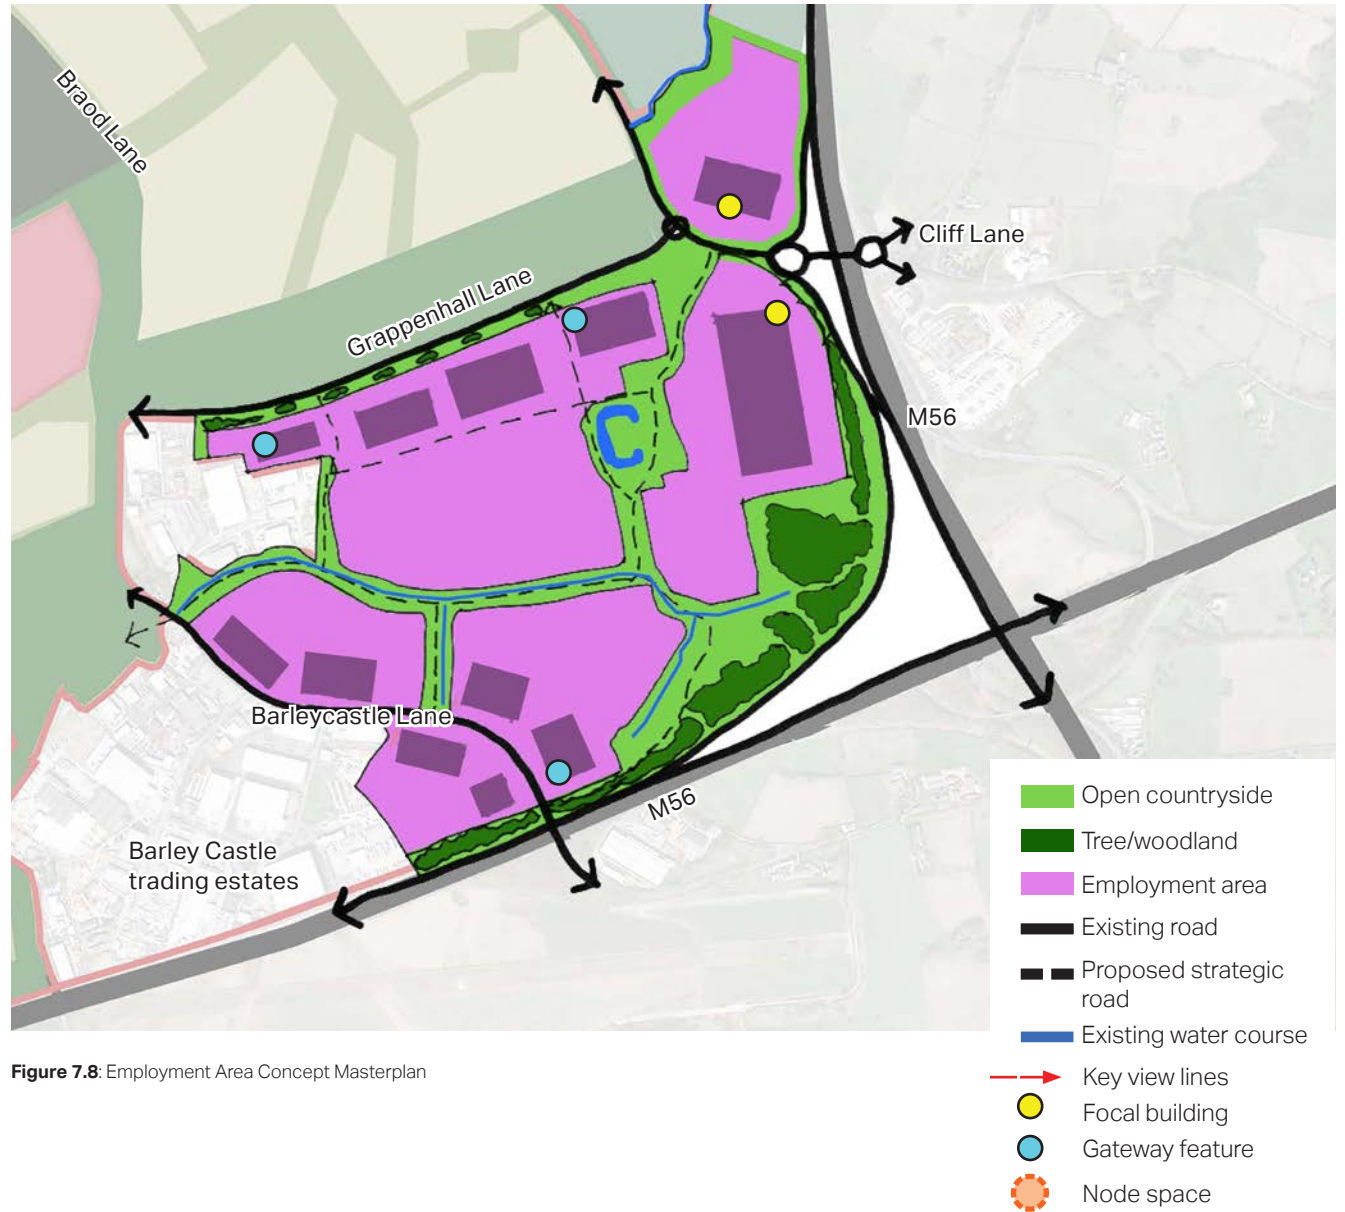 Braod Lane
Cliff Lane
Grappenhall Lane
M56
C
Barleycastle Lane
M56
Barley Castle
trading estates
Open countryside
Tree/woodland
Employment area
Existing road
Proposed strategic
road
Existing water course
Key view lines
Focal building
Gateway feature
Node space
Figure 7.8: Employment Area Concept Masterplan